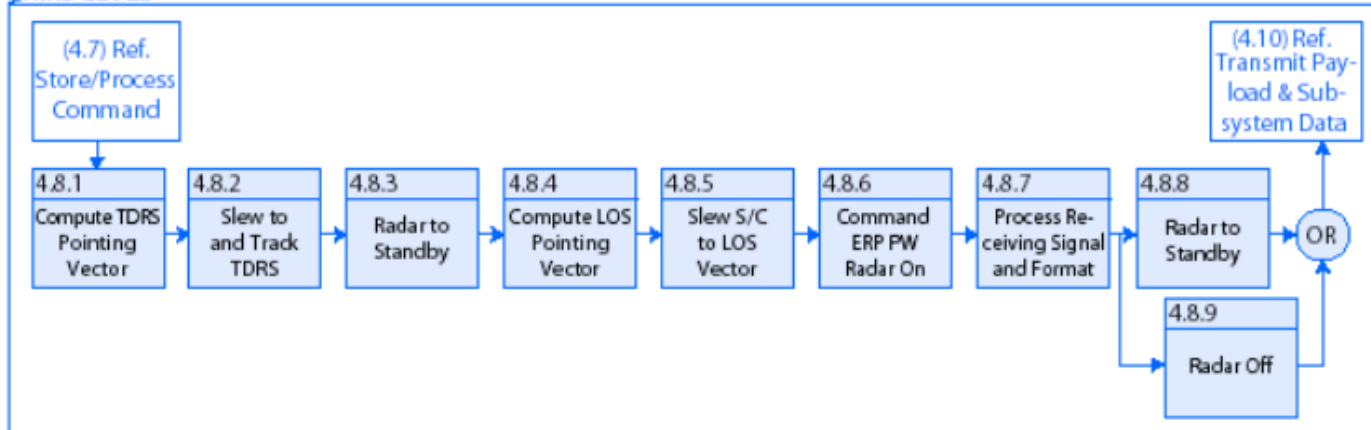 (4.7) Ref.
Store/Process
Command
(4.10) Ref.
Transmit Pay-
load & Sub-
system Data
4.8.1
Compute TDRS
Pointing
Vector
4.8.2
Slew to
and Track
TDRS
4.8.3
Radar to
Standby
4.8.4
Compute LOS
Pointing
Vector
4.8.5
Slew S/C
to LOS
Vector
4.8.6
Command
ERP PW
Radar On
4.8.7
Process Re-
ceiving Signal
and Format
4.8.8
Radar to
Standby
OR
4.8.9
Radar Off